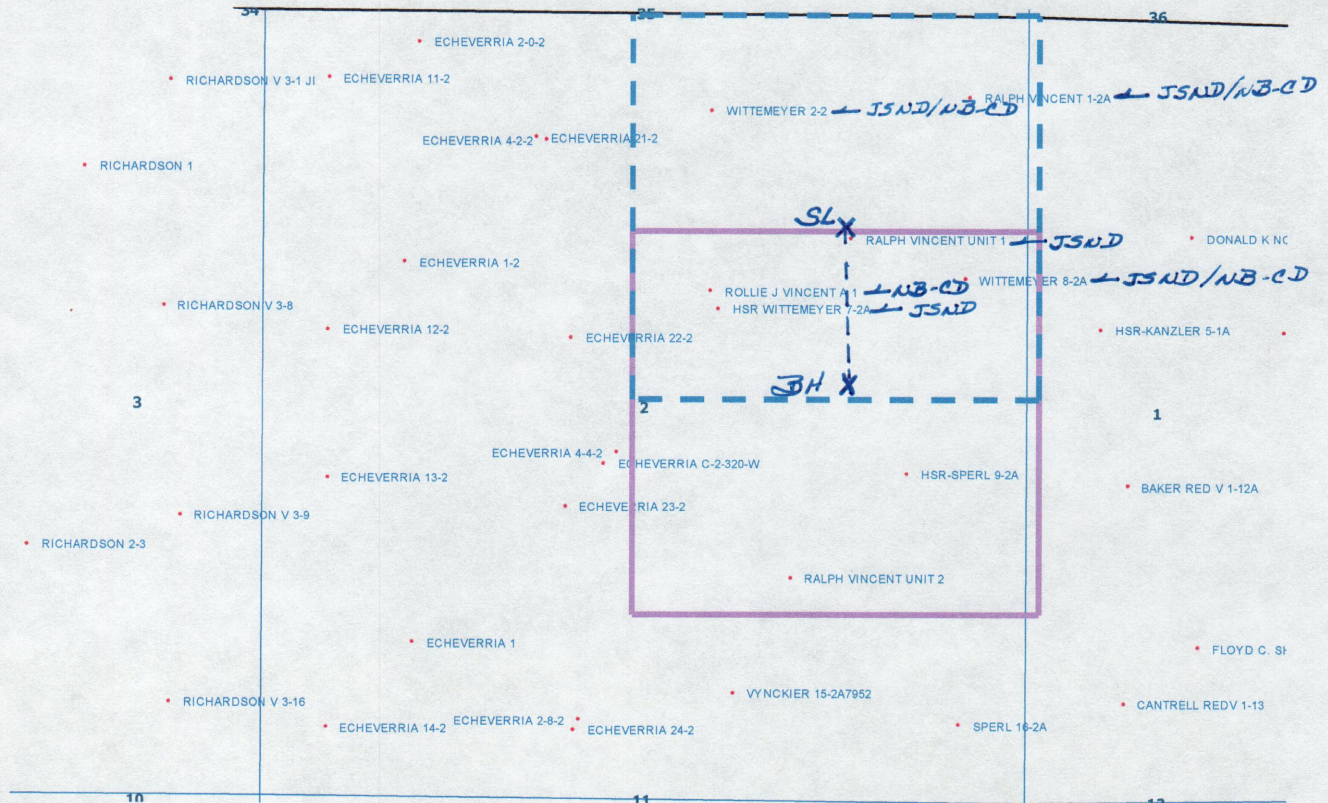 34
35
36
ECHEVERRIA 2-0-2
RICHARDSON V 3-1 JI
ECHEVERRIA 11-2
WITTEMEYER 2-2 ← JSND/NB-CD
RALPH VINCENT 1-2A ← JSND/NB-CD
ECHEVERRIA 4-2-2
ECHEVERRIA 21-2
RICHARDSON 1
SL
RALPH VINCENT UNIT 1 ← JSND
DONALD K NC
ECHEVERRIA 1-2
WITTEMEYER 8-2A ← JSND/NB-CD
ROLLIE J VINCENT A 1 ← NB-CD
RICHARDSON V 3-8
HSR WITTEMEYER 7-2A ← JSND
ECHEVERRIA 12-2
ECHEVERRIA 22-2
HSR-KANZLER 5-1A
BH
3
2
1
ECHEVERRIA 4-4-2
ECHEVERRIA C-2-320-W
ECHEVERRIA 13-2
HSR-SPERL 9-2A
BAKER RED V 1-12A
ECHEVERRIA 23-2
RICHARDSON V 3-9
RICHARDSON 2-3
RALPH VINCENT UNIT 2
ECHEVERRIA 1
FLOYD C. SH
RICHARDSON V 3-16
VYNCKIER 15-2A7952
CANTRELL REDV 1-13
ECHEVERRIA 14-2
ECHEVERRIA 2-8-2
ECHEVERRIA 24-2
SPERL 16-2A
10
11
12